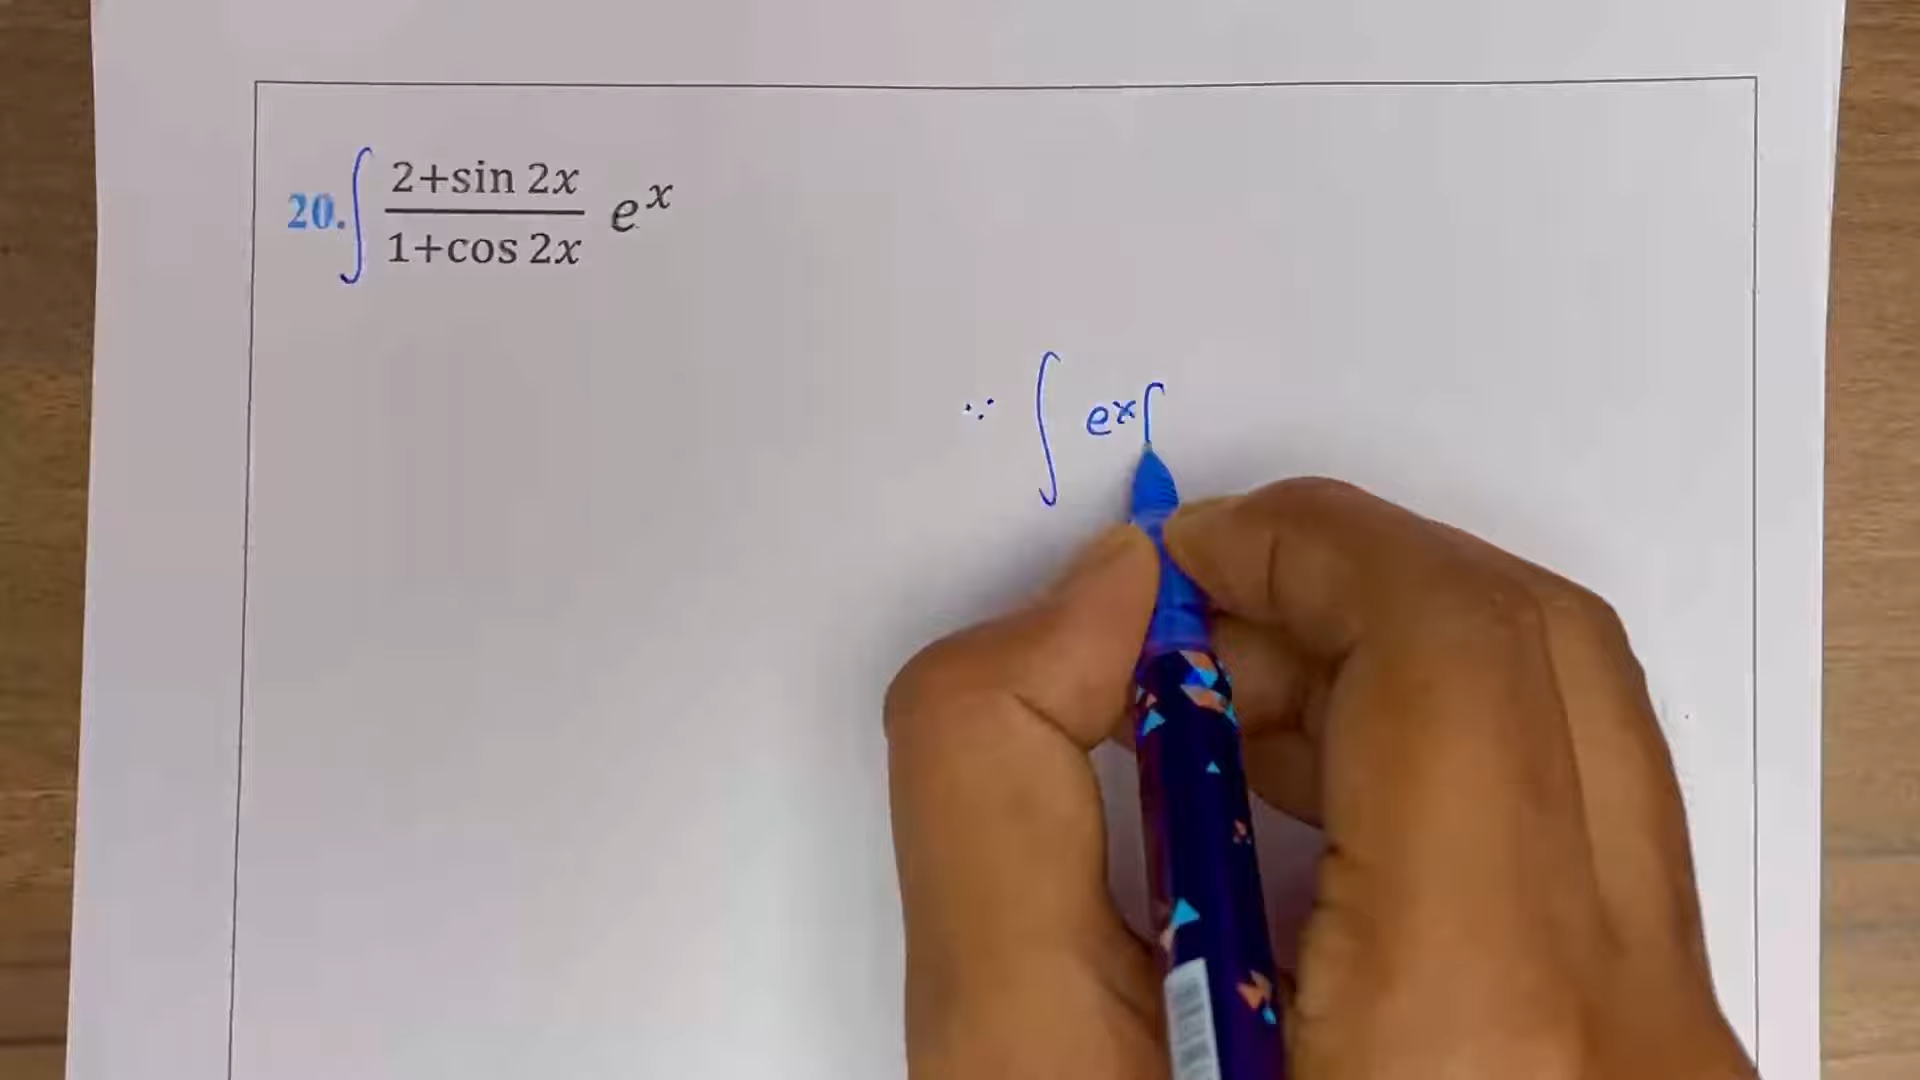 20. ∫ (2+sin 2x)/(1+cos 2x) e^x
∵ ∫ e^x [